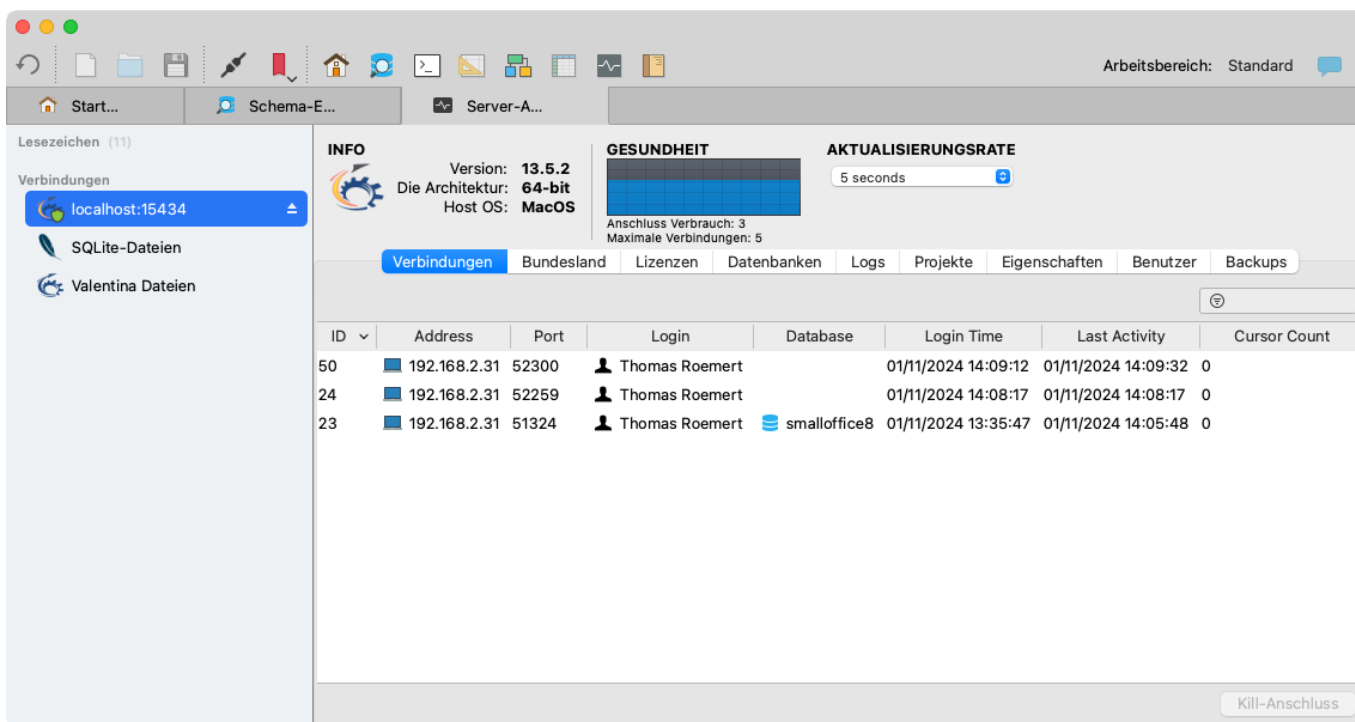 Arbeitsbereich: Standard
Start... Schema-E... Server-A...
Lesezeichen (11)
Verbindungen
localhost:15434
SQLite-Dateien
Valentina Dateien
INFO
Version: 13.5.2
Die Architektur: 64-bit
Host OS: MacOS
GESUNDHEIT
Anschluss Verbrauch: 3
Maximale Verbindungen: 5
AKTUALISIERUNGSRATE
5 seconds
Verbindungen Bundesland Lizenzen Datenbanken Logs Projekte Eigenschaften Benutzer Backups
ID Address Port Login Database Login Time Last Activity Cursor Count
50 192.168.2.31 52300 Thomas Roemert 01/11/2024 14:09:12 01/11/2024 14:09:32 0
24 192.168.2.31 52259 Thomas Roemert 01/11/2024 14:08:17 01/11/2024 14:08:17 0
23 192.168.2.31 51324 Thomas Roemert smalloffice8 01/11/2024 13:35:47 01/11/2024 14:05:48 0
Kill-Anschluss